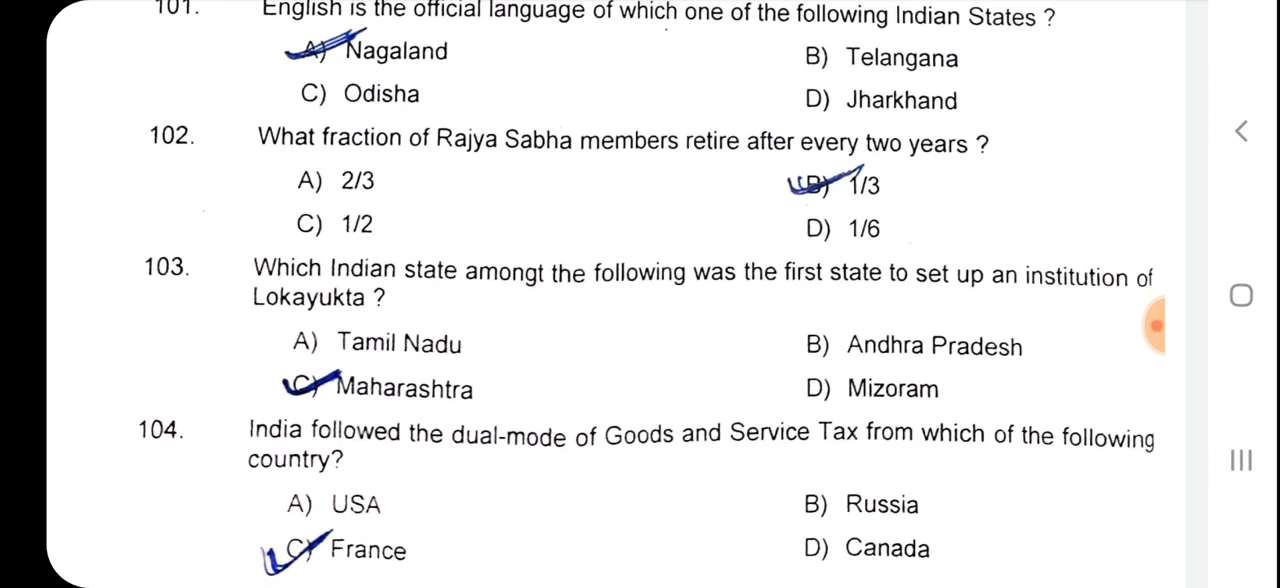 101. English is the official language of which one of the following Indian States ?
A) Nagaland B) Telangana
C) Odisha D) Jharkhand
102. What fraction of Rajya Sabha members retire after every two years ?
A) 2/3 B) 1/3
C) 1/2 D) 1/6
103. Which Indian state amongt the following was the first state to set up an institution of
Lokayukta ?
A) Tamil Nadu B) Andhra Pradesh
C) Maharashtra D) Mizoram
104. India followed the dual-mode of Goods and Service Tax from which of the following
country?
A) USA B) Russia
C) France D) Canada